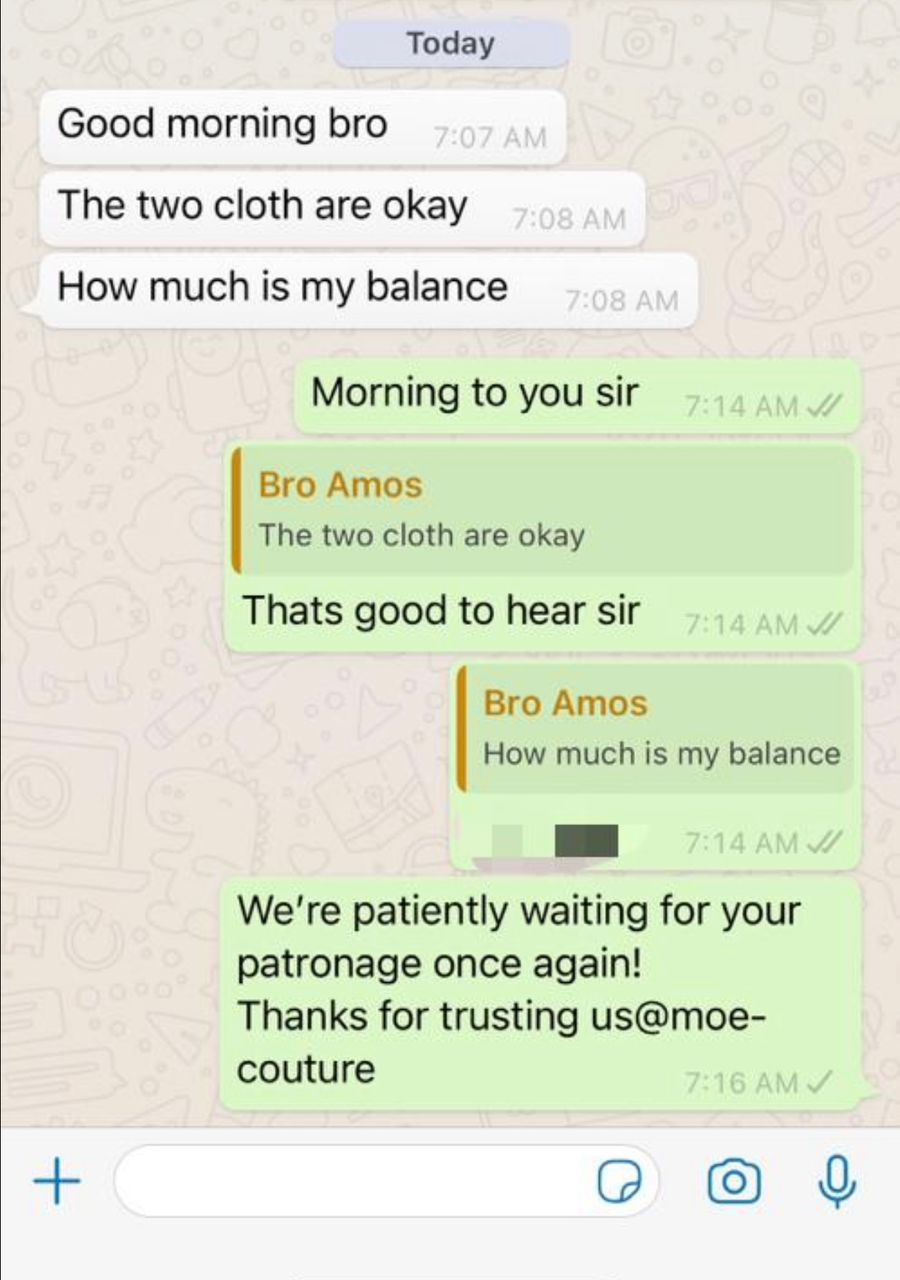 Today
Good morning bro 7:07 AM
The two cloth are okay 7:08 AM
How much is my balance 7:08 AM
Morning to you sir 7:14 AM
Bro Amos
The two cloth are okay
Thats good to hear sir 7:14 AM
Bro Amos
How much is my balance
7:14 AM
We’re patiently waiting for your
patronage once again!
Thanks for trusting us@moe-
couture 7:16 AM